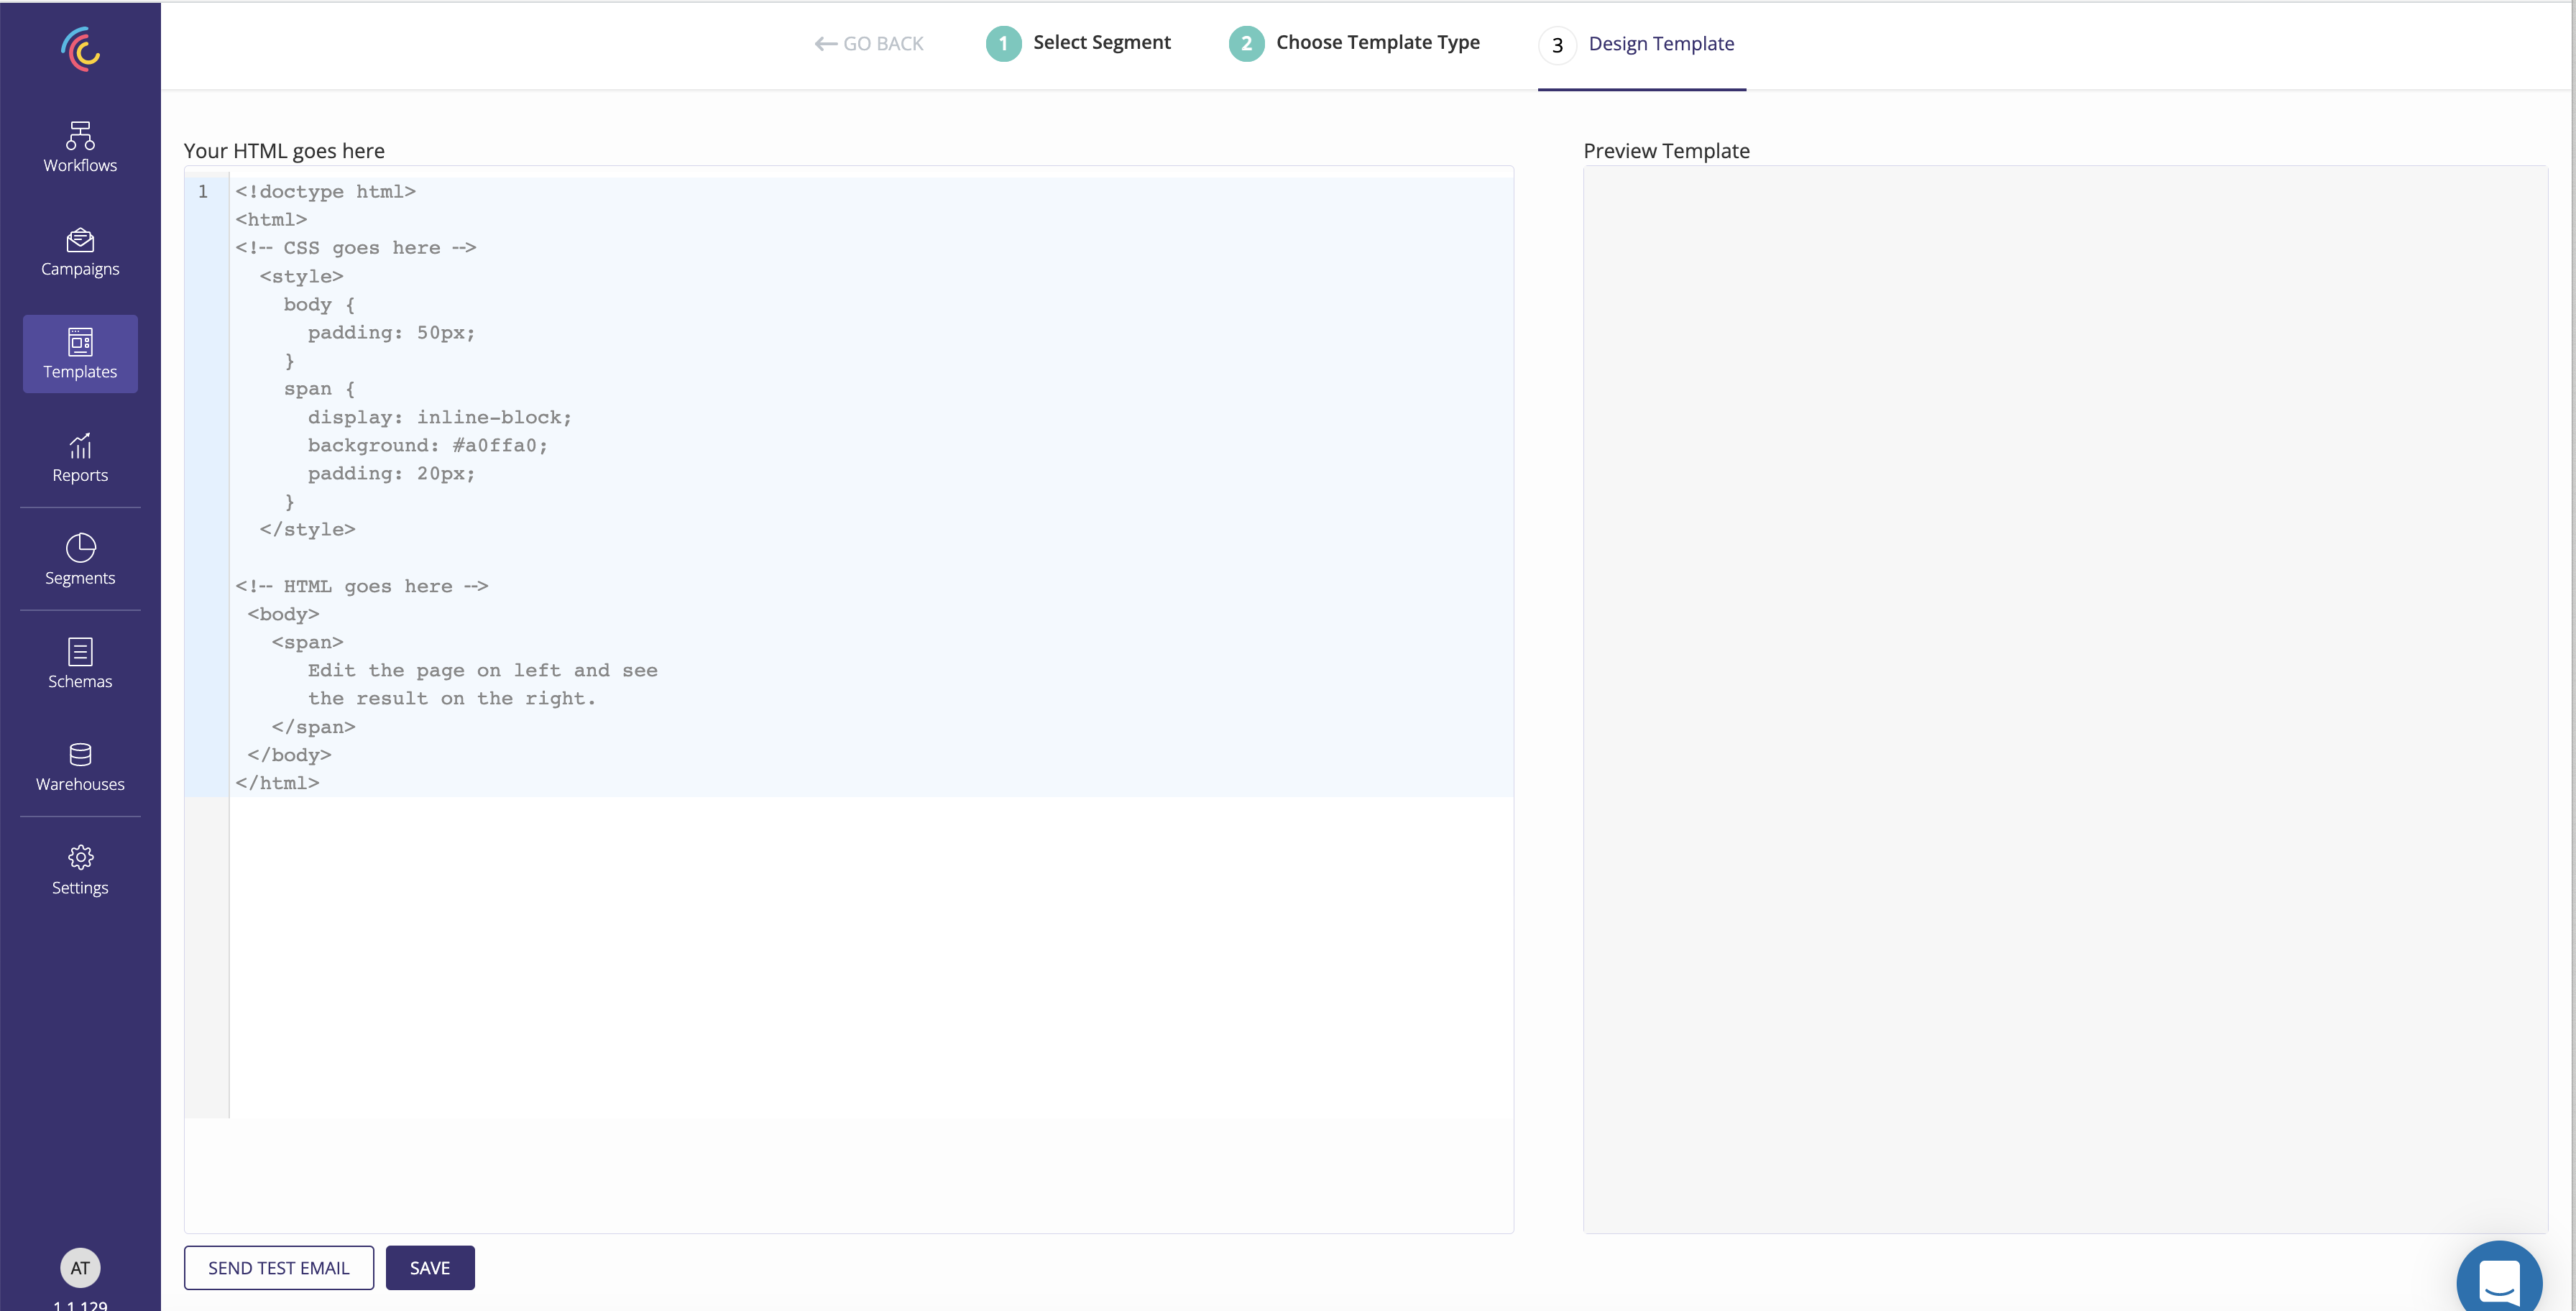 GO BACK
1 Select Segment
2 Choose Template Type
3 Design Template
Workflows
Campaigns
Templates
Reports
Segments
Schemas
Warehouses
Settings
AT
1.1.129
Your HTML goes here
1 <!doctype html>
<html>
<!-- CSS goes here -->
<style>
body {
padding: 50px;
}
span {
display: inline-block;
background: #a0ffa0;
padding: 20px;
}
</style>
<!-- HTML goes here -->
<body>
<span>
Edit the page on left and see
the result on the right.
</span>
</body>
</html>
SEND TEST EMAIL
SAVE
Preview Template